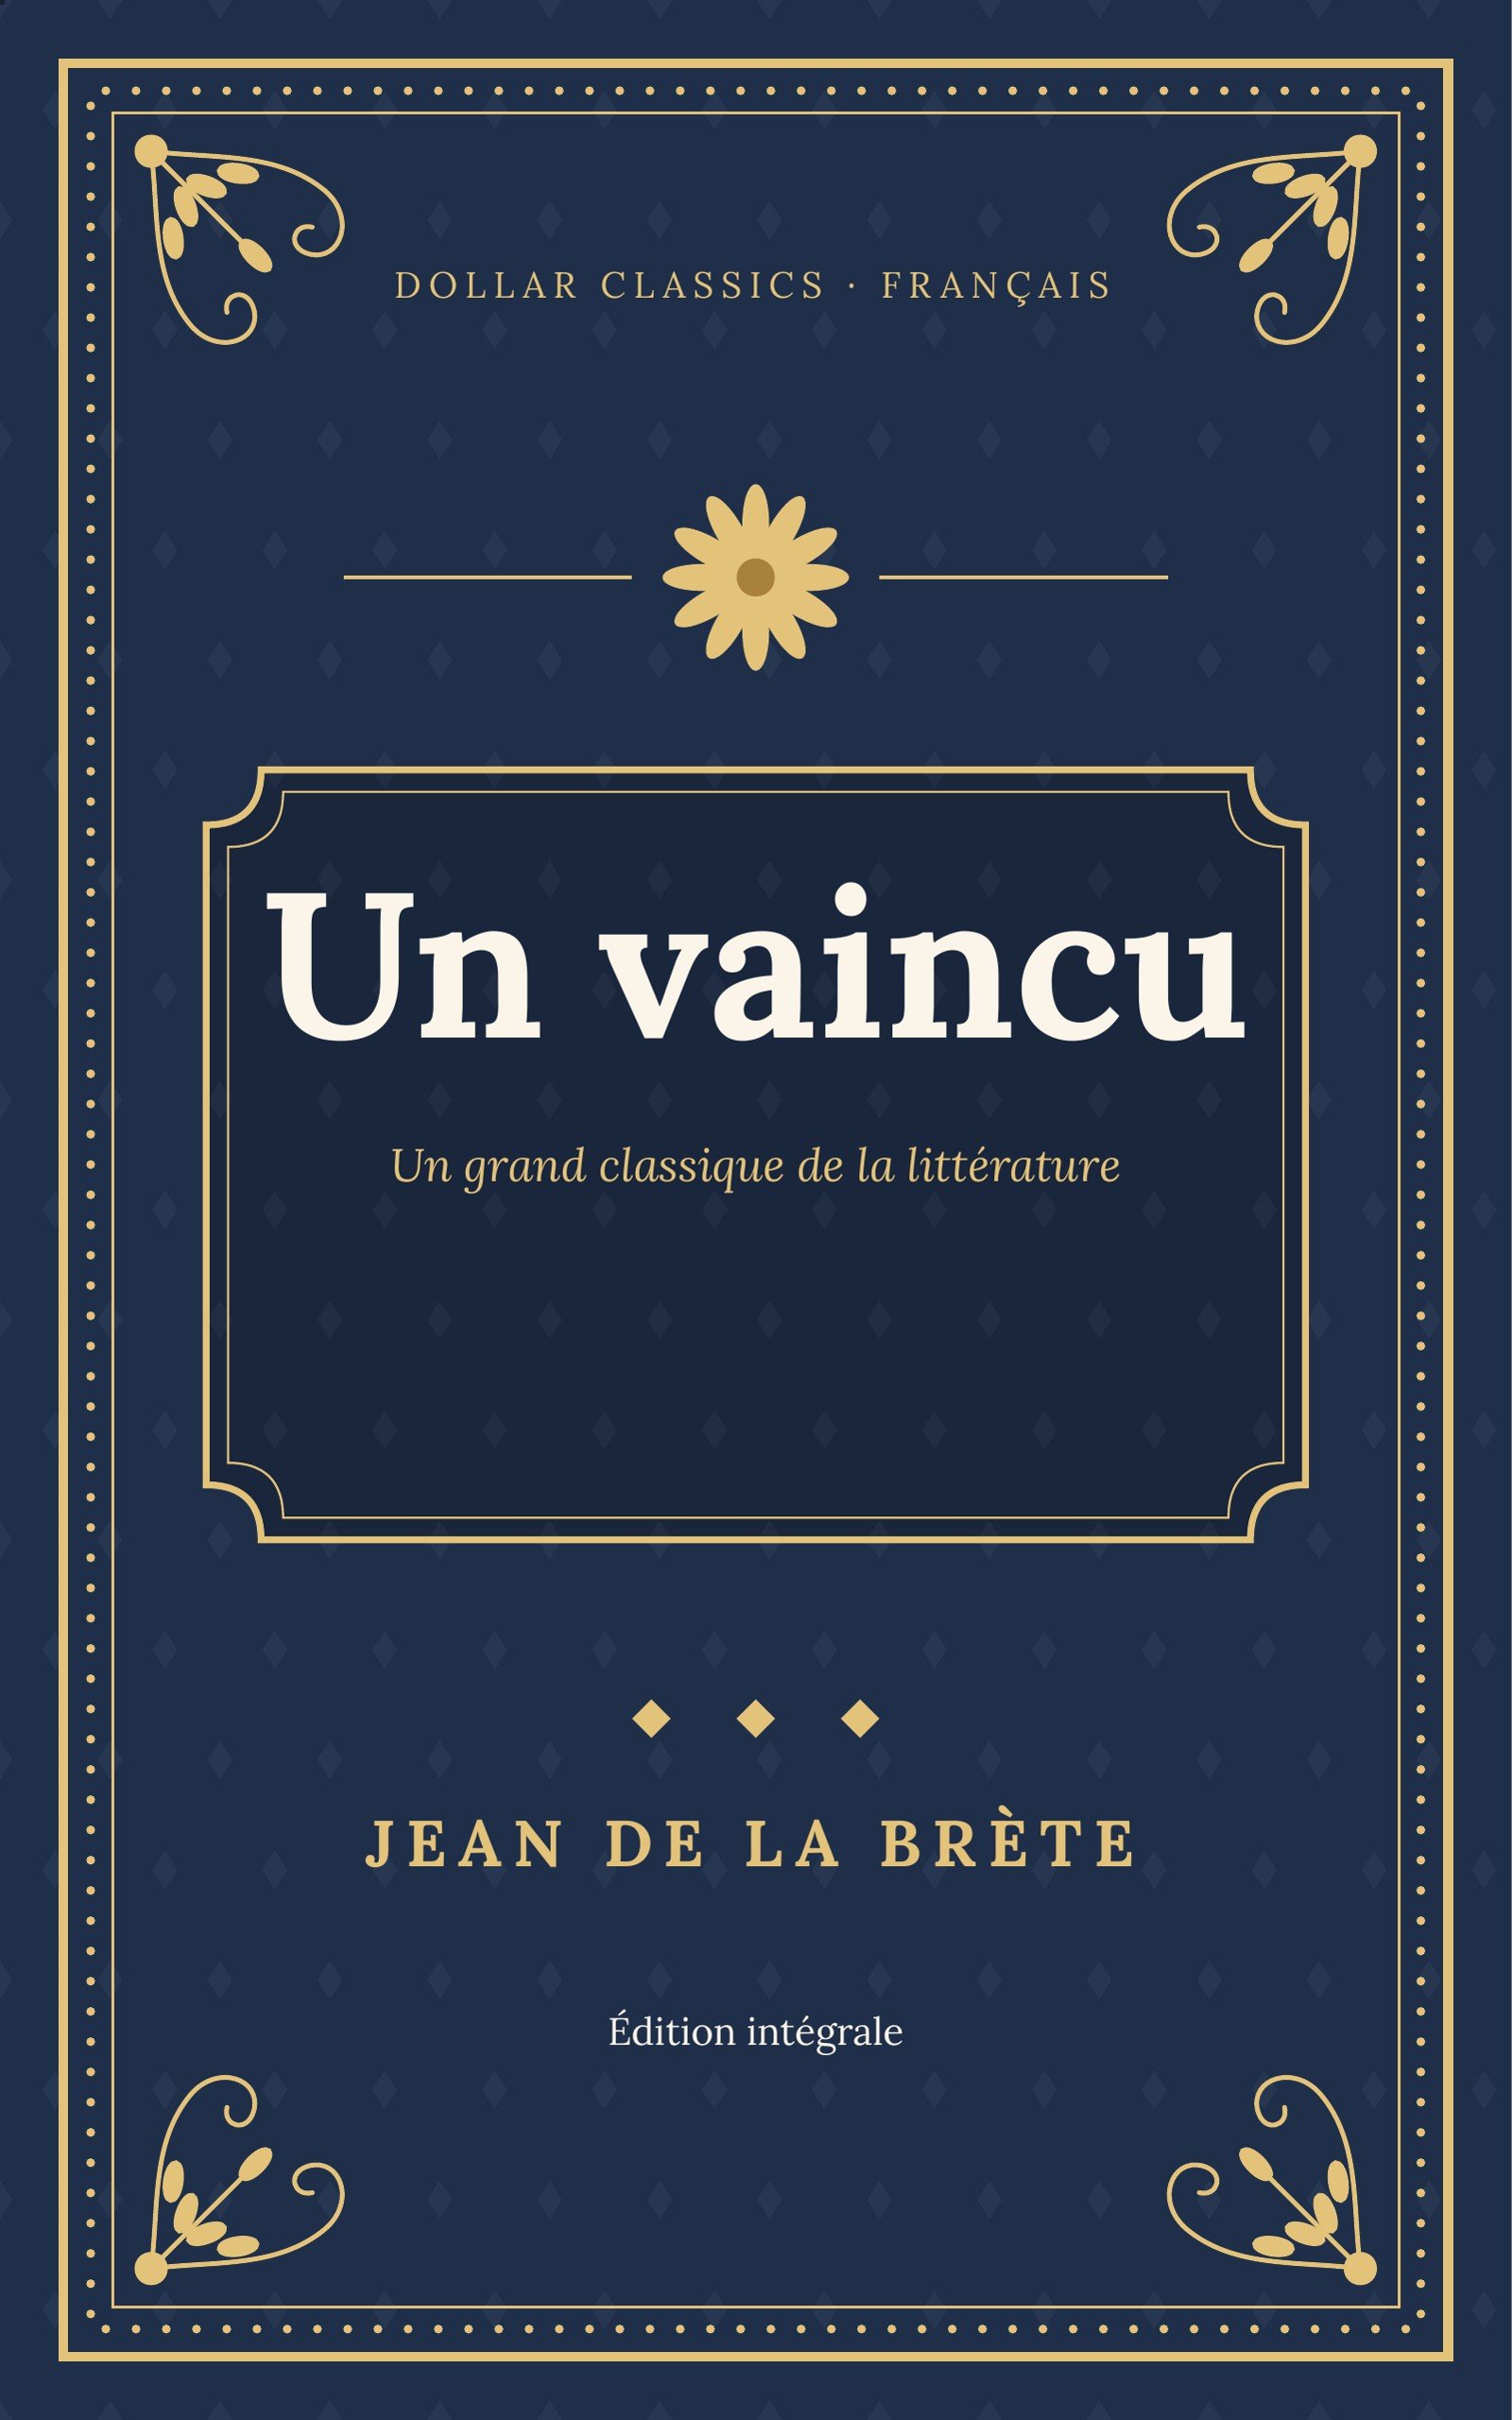 DOLLAR CLASSICS · FRANÇAIS
Un vaincu
Un grand classique de la littérature
JEAN DE LA BRÈTE
Édition intégrale